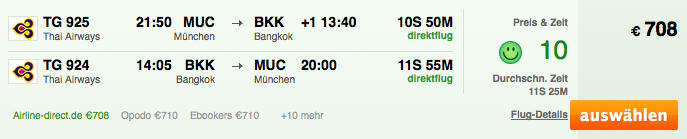 TG 925 21:50 MUC → BKK +1 13:40 10S 50M
Thai Airways München Bangkok direktflug
TG 924 14:05 BKK → MUC 20:00 11S 55M
Thai Airways Bangkok München direktflug
Airline-direct.de €708 Opodo €710 Ebookers €710 +10 mehr
Preis & Zeit
10
Durchschn. Zeit
11S 25M
Flug-Details
€ 708
auswählen